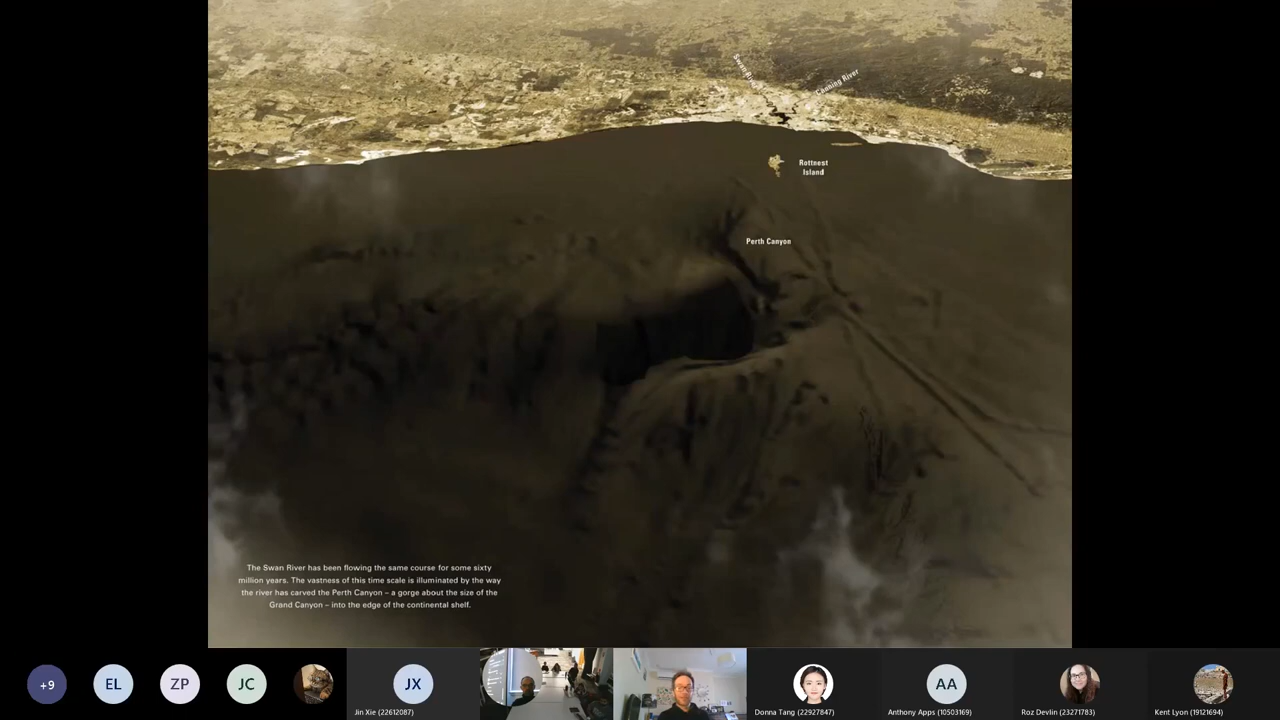 Swan River
Canning River
Rottnest
Island
Perth Canyon
The Swan River has been flowing the same course for some sixty
million years. The vastness of this time scale is illuminated by the way
the river has carved the Perth Canyon – a gorge about the size of the
Grand Canyon – into the edge of the continental shelf.
+9
EL
ZP
JC
JX
AA
Jin Xie (22612087)
Donna Tang (22927847)
Anthony Apps (10503169)
Roz Devlin (23271783)
Kent Lyon (19121694)